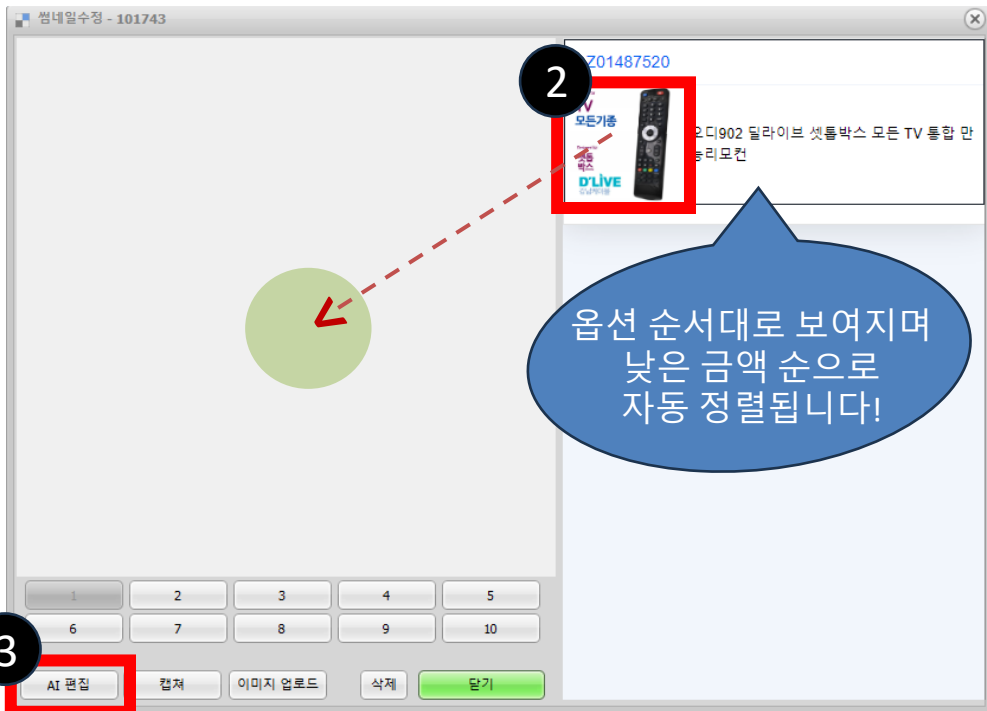 썸네일수정 - 101743
Z01487520
2
TV
모든기종
셋톱
박스
D'LIVE
오디902 딜라이브 셋톱박스 모든 TV 통합 만
능리모컨
옵션 순서대로 보여지며
낮은 금액 순으로
자동 정렬됩니다!
1 2 3 4 5
6 7 8 9 10
3
AI 편집 캡쳐 이미지 업로드 삭제 닫기